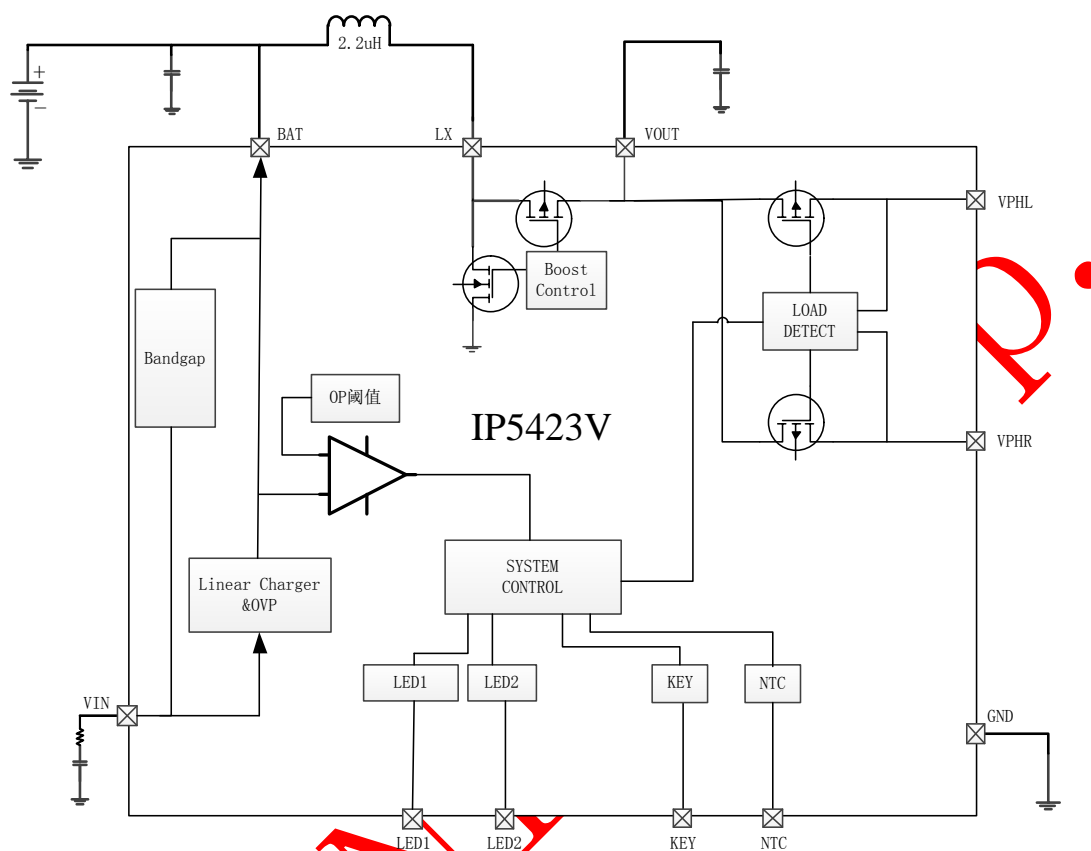 2.2uH
+
−
BAT
LX
VOUT
VPHL
Boost
Control
LOAD
DETECT
Bandgap
OP阈值
IP5423V
VPHR
SYSTEM
CONTROL
Linear Charger
&OVP
LED1
LED2
KEY
NTC
VIN
GND
LED1
LED2
KEY
NTC